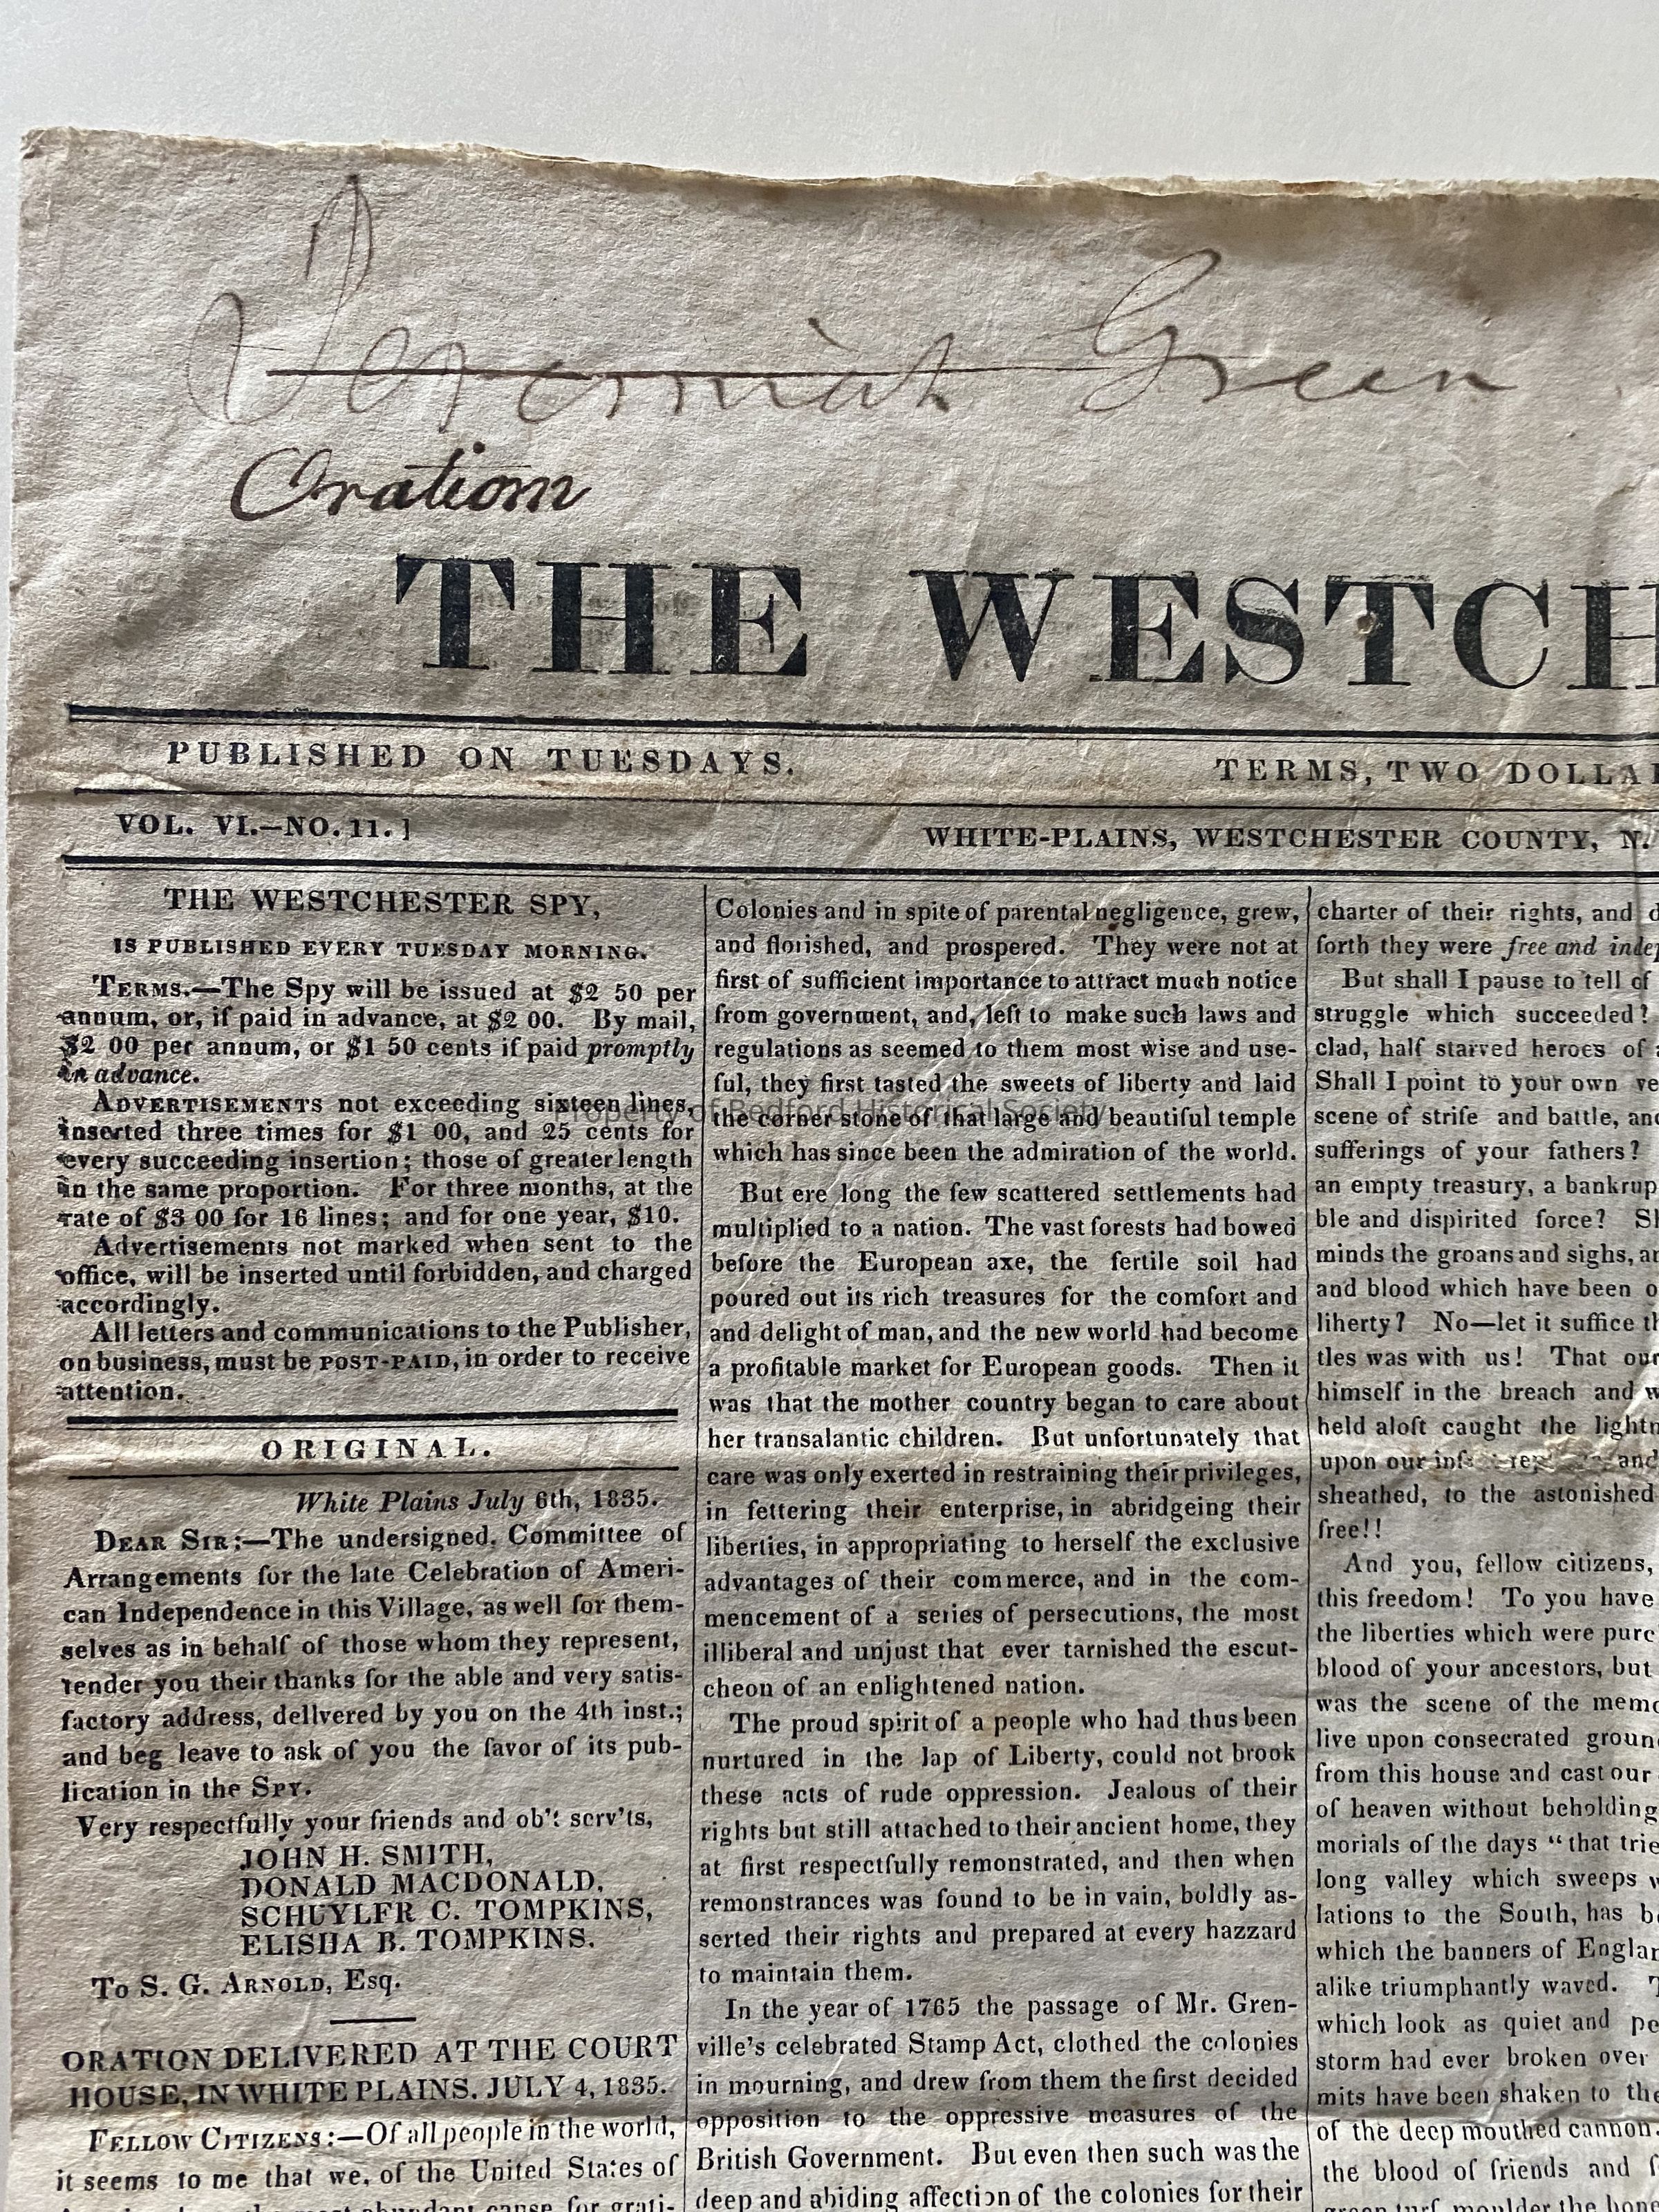 Jeremiah Green
Oration
THE WESTCH
PUBLISHED ON TUESDAYS.
TERMS, TWO DOLLA
VOL. VI.—NO. 11.]
WHITE-PLAINS, WESTCHESTER COUNTY, N.
THE WESTCHESTER SPY,
IS PUBLISHED EVERY TUESDAY MORNING.
TERMS.—The Spy will be issued at $2 50 per
annum, or, if paid in advance, at $2 00. By mail,
$2 00 per annum, or $1 50 cents if paid promptly
in advance.
ADVERTISEMENTS not exceeding sixteen lines,
inserted three times for $1 00, and 25 cents for
every succeeding insertion; those of greater length
in the same proportion. For three months, at the
rate of $3 00 for 16 lines; and for one year, $10.
Advertisements not marked when sent to the
office, will be inserted until forbidden, and charged
accordingly.
All letters and communications to the Publisher,
on business, must be POST-PAID, in order to receive
attention.
ORIGINAL.
White Plains July 6th, 1835.
DEAR SIR:—The undersigned, Committee of
Arrangements for the late Celebration of Ameri-
can Independence in this Village, as well for them-
selves as in behalf of those whom they represent,
tender you their thanks for the able and very satis-
factory address, delivered by you on the 4th inst.;
and beg leave to ask of you the favor of its pub-
lication in the SPY.
Very respectfully your friends and ob't serv'ts,
JOHN H. SMITH,
DONALD MACDONALD,
SCHUYLER C. TOMPKINS,
ELISHA B. TOMPKINS.
To S. G. ARNOLD, Esq.
ORATION DELIVERED AT THE COURT
HOUSE, IN WHITE PLAINS. JULY 4, 1835.
FELLOW CITIZENS:—Of all people in the world,
it seems to me that we, of the United States of
abundant cause for grati-
Colonies and in spite of parental negligence, grew,
and florished, and prospered. They were not at
first of sufficient importance to attract much notice
from government, and, left to make such laws and
regulations as seemed to them most wise and use-
ful, they first tasted the sweets of liberty and laid
the corner stone of that large and beautiful temple
which has since been the admiration of the world.
But ere long the few scattered settlements had
multiplied to a nation. The vast forests had bowed
before the European axe, the fertile soil had
poured out its rich treasures for the comfort and
and delight of man, and the new world had become
a profitable market for European goods. Then it
was that the mother country began to care about
her transalantic children. But unfortunately that
care was only exerted in restraining their privileges,
in fettering their enterprise, in abridgeing their
liberties, in appropriating to herself the exclusive
advantages of their commerce, and in the com-
mencement of a series of persecutions, the most
illiberal and unjust that ever tarnished the escut-
cheon of an enlightened nation.
The proud spirit of a people who had thus been
nurtured in the lap of Liberty, could not brook
these acts of rude oppression. Jealous of their
rights but still attached to their ancient home, they
at first respectfully remonstrated, and then when
remonstrances was found to be in vain, boldly as-
serted their rights and prepared at every hazzard
to maintain them.
In the year of 1765 the passage of Mr. Gren-
ville's celebrated Stamp Act, clothed the colonies
in mourning, and drew from them the first decided
opposition to the oppressive measures of the
British Government. But even then such was the
deep and abiding affection of the colonies for their
charter of their rights, and d
forth they were free and indep
But shall I pause to tell of
struggle which succeeded?
clad, half starved heroes of a
Shall I point to your own ve
scene of strife and battle, and
sufferings of your fathers?
an empty treasury, a bankrup
ble and dispirited force? Sh
minds the groans and sighs, an
and blood which have been o
liherty? No—let it suffice th
tles was with us! That our
himself in the breach and w
held aloft caught the lightn
upon our and
sheathed, to the astonished
free!!
And you, fellow citizens,
this freedom! To you have
the liberties which were purc
blood of your ancestors, but
was the scene of the memo
live upon consecrated groun
from this house and cast our
of heaven without beholding
morials of the days "that trie
long valley which sweeps w
lations to the South, has be
which the banners of Englan
alike triumphantly waved. T
which look as quiet and pe
storm had ever broken over
mits have been shaken to the
of the deep mouthed cannon.
the blood of friends and f
green turf moulder the bone
Property of Bedford Historical Society